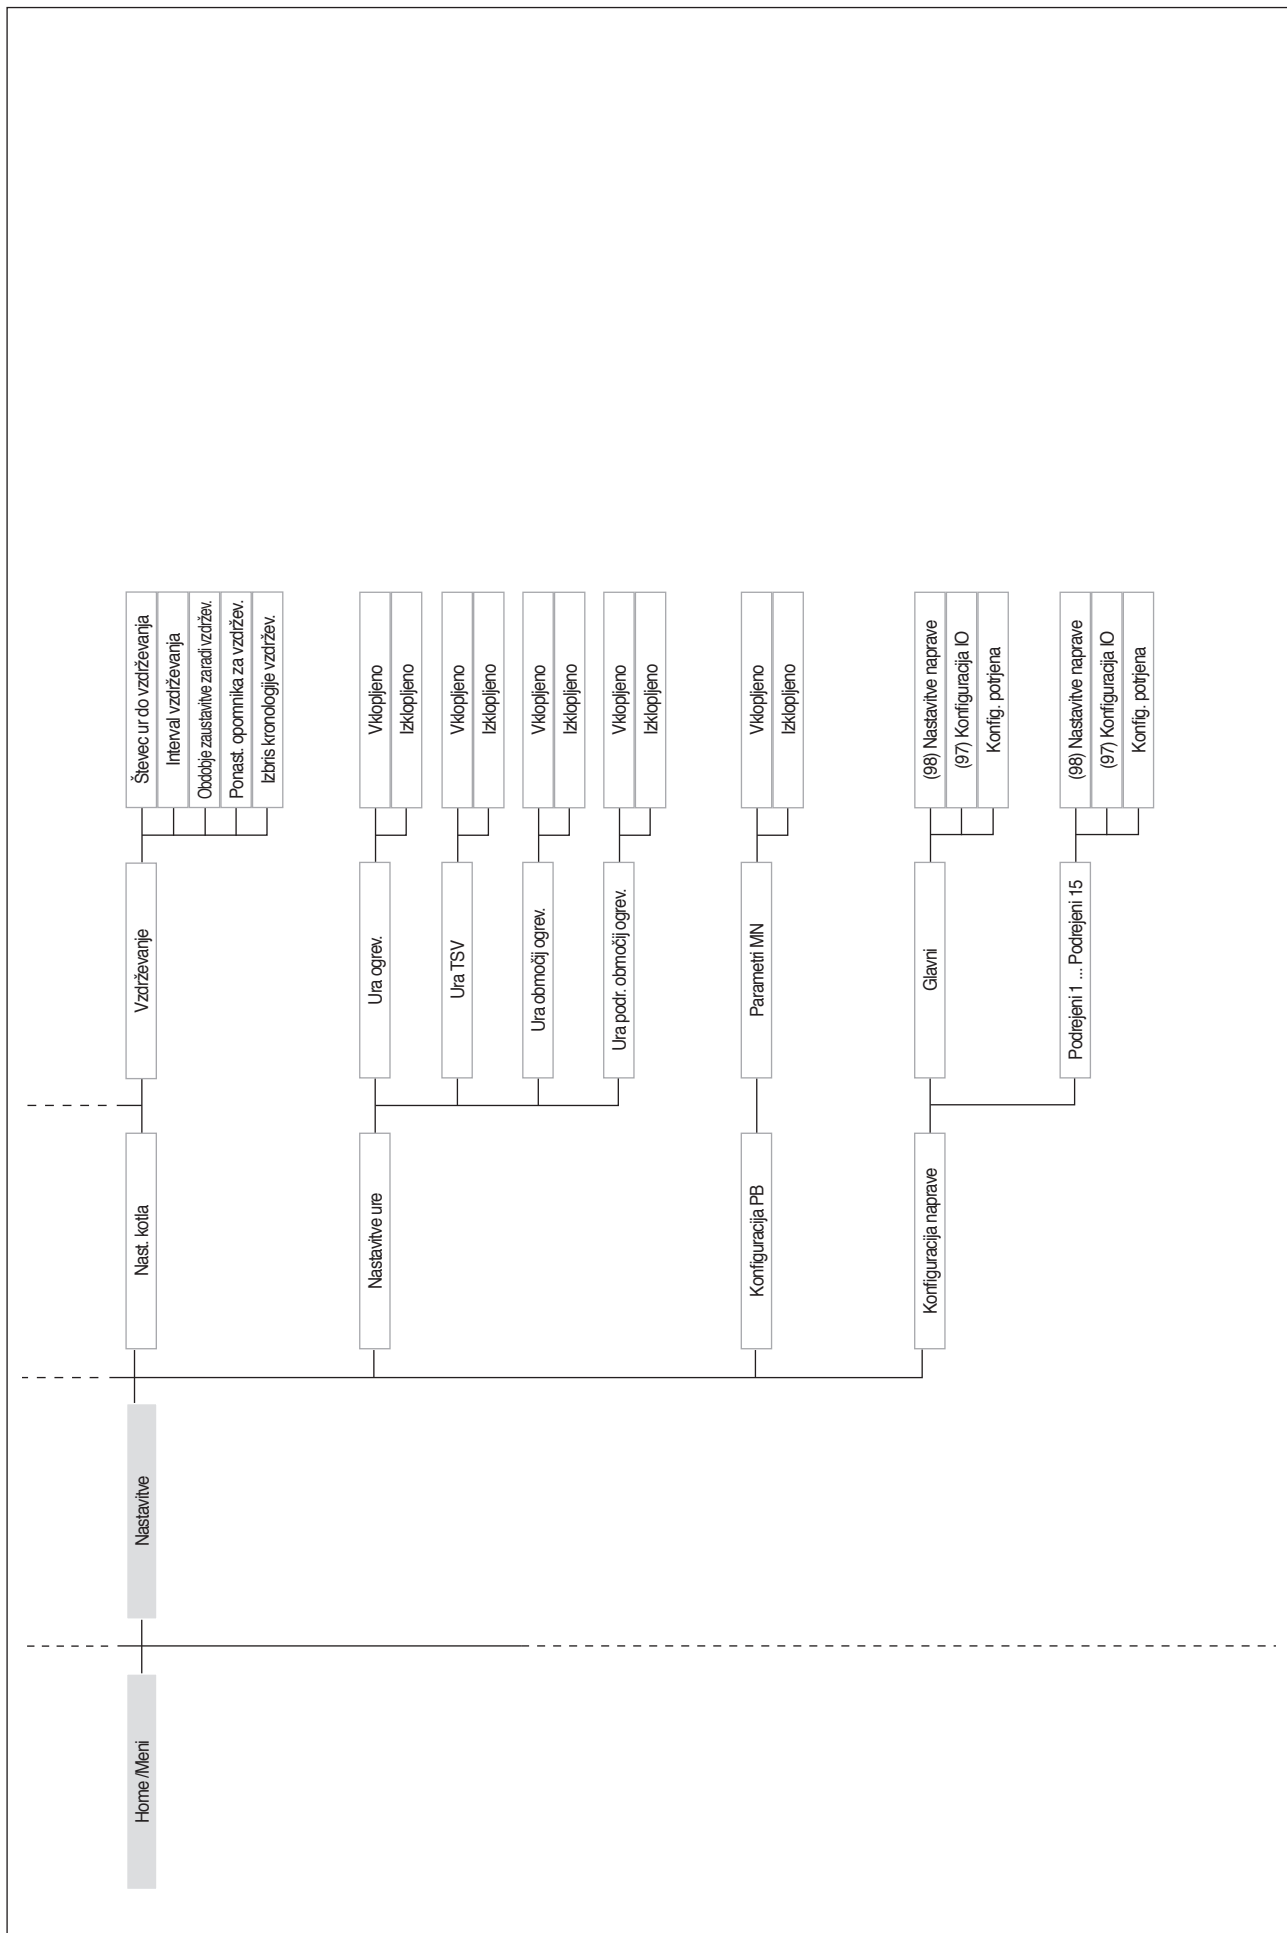 Home /Meni
Nastavitve
Nast. kotla
Vzdrževanje
Števec ur do vzdrževanja
Interval vzdrževanja
Obdobje zaustavitve zaradi vzdržev.
Ponast. opomnika za vzdržev.
Izbris kronologije vzdržev.
Nastavitve ure
Ura ogrev.
Vklopljeno
Izklopljeno
Ura TSV
Vklopljeno
Izklopljeno
Ura območij ogrev.
Vklopljeno
Izklopljeno
Ura podr. območij ogrev.
Vklopljeno
Izklopljeno
Konfiguracija PB
Parametri MN
Vklopljeno
Izklopljeno
Konfiguracija naprave
Glavni
(98) Nastavitve naprave
(97) Konfiguracija IO
Konfig. potrjena
Podrejeni 1 ... Podrejeni 15
(98) Nastavitve naprave
(97) Konfiguracija IO
Konfig. potrjena